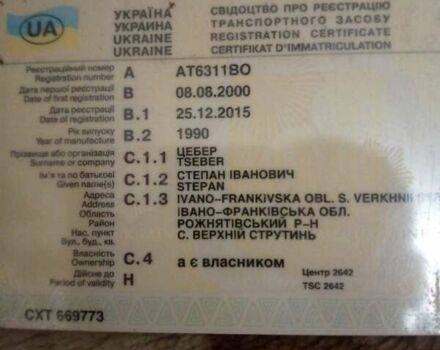 УКРАЇНА СВІДОЦТВО ПРО РЕЄСТРАЦІЮ
УКРАИНА ТРАНСПОРТНОГО ЗАСОБУ
UKRAINE REGISTRATION CERTIFICATE
UKRAINE CERTIFIKAT D'IMMATRICUL
UA
Реєстраційний номер A AT6311BO
Registration number
Дата першої реєстрації B 08.08.2000
Date of first registration
Дата реєстрації B.1 25.12.2015
Date of registration
Рік випуску B.2 1990
Year of manufacture
Прізвище або організація C.1.1 ЦЕБЕР
Surname or company TSEBER
Ім'я та по батькові C.1.2 СТЕПАН ІВАНОВИЧ
Given name(s) STEPAN
Адреса C.1.3 IVANO-FRANKIVSKA OBL. S. VERKHNII
Address
Область ІВАНО-ФРАНКІВСЬКА ОБЛ.
Район РОЖНЯТІВСЬКИЙ Р-Н
Нас. пункт С. ВЕРХНІЙ СТРУТИНЬ
Вул., буд., кв.
Власність C.4 а є власником
Ownership
Дійсне до H Центр 2642
Period of validity TSC 2642
СХТ 669773